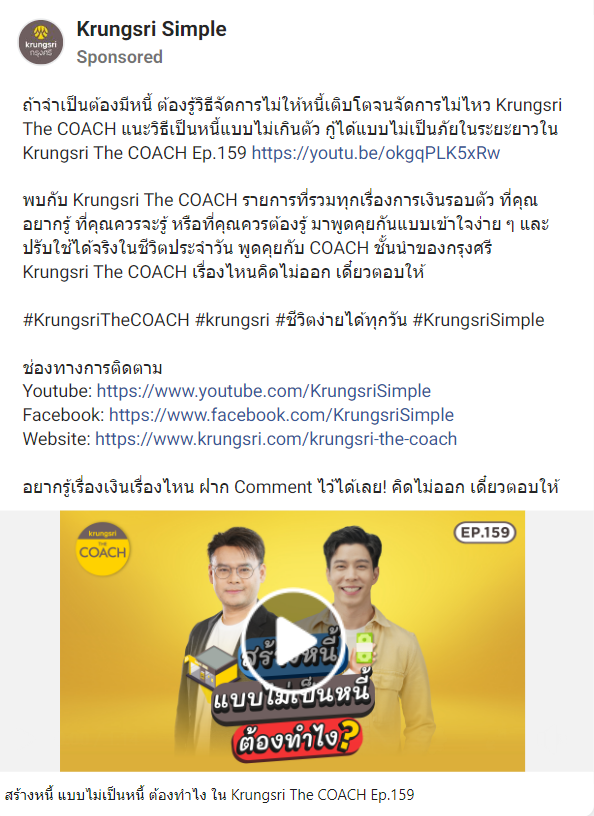 Krungsri Simple
Sponsored
krungsri
กรุงศรี
ถ้าจำเป็นต้องมีหนี้ ต้องรู้วิธีจัดการไม่ให้หนี้เติบโตจนจัดการไม่ไหว Krungsri
The COACH แนะวิธีเป็นหนี้แบบไม่เกินตัว กู้ได้แบบไม่เป็นภัยในระยะยาวใน
Krungsri The COACH Ep.159 https://youtu.be/okgqPLK5xRw
พบกับ Krungsri The COACH รายการที่รวมทุกเรื่องการเงินรอบตัว ที่คุณ
อยากรู้ ที่คุณควรจะรู้ หรือที่คุณควรต้องรู้ มาพูดคุยกันแบบเข้าใจง่าย ๆ และ
ปรับใช้ได้จริงในชีวิตประจำวัน พูดคุยกับ COACH ชั้นนำของกรุงศรี
Krungsri The COACH เรื่องไหนคิดไม่ออก เดี๋ยวตอบให้
#KrungsriTheCOACH #krungsri #ชีวิตง่ายได้ทุกวัน #KrungsriSimple
ช่องทางการติดตาม
Youtube: https://www.youtube.com/KrungsriSimple
Facebook: https://www.facebook.com/KrungsriSimple
Website: https://www.krungsri.com/krungsri-the-coach
อยากรู้เรื่องเงินเรื่องไหน ฝาก Comment ไว้ได้เลย! คิดไม่ออก เดี๋ยวตอบให้
krungsri
THE
COACH
EP.159
สร้างหนี้
แบบไม่เป็นหนี้
ต้องทำไง?
สร้างหนี้ แบบไม่เป็นหนี้ ต้องทำไง ใน Krungsri The COACH Ep.159